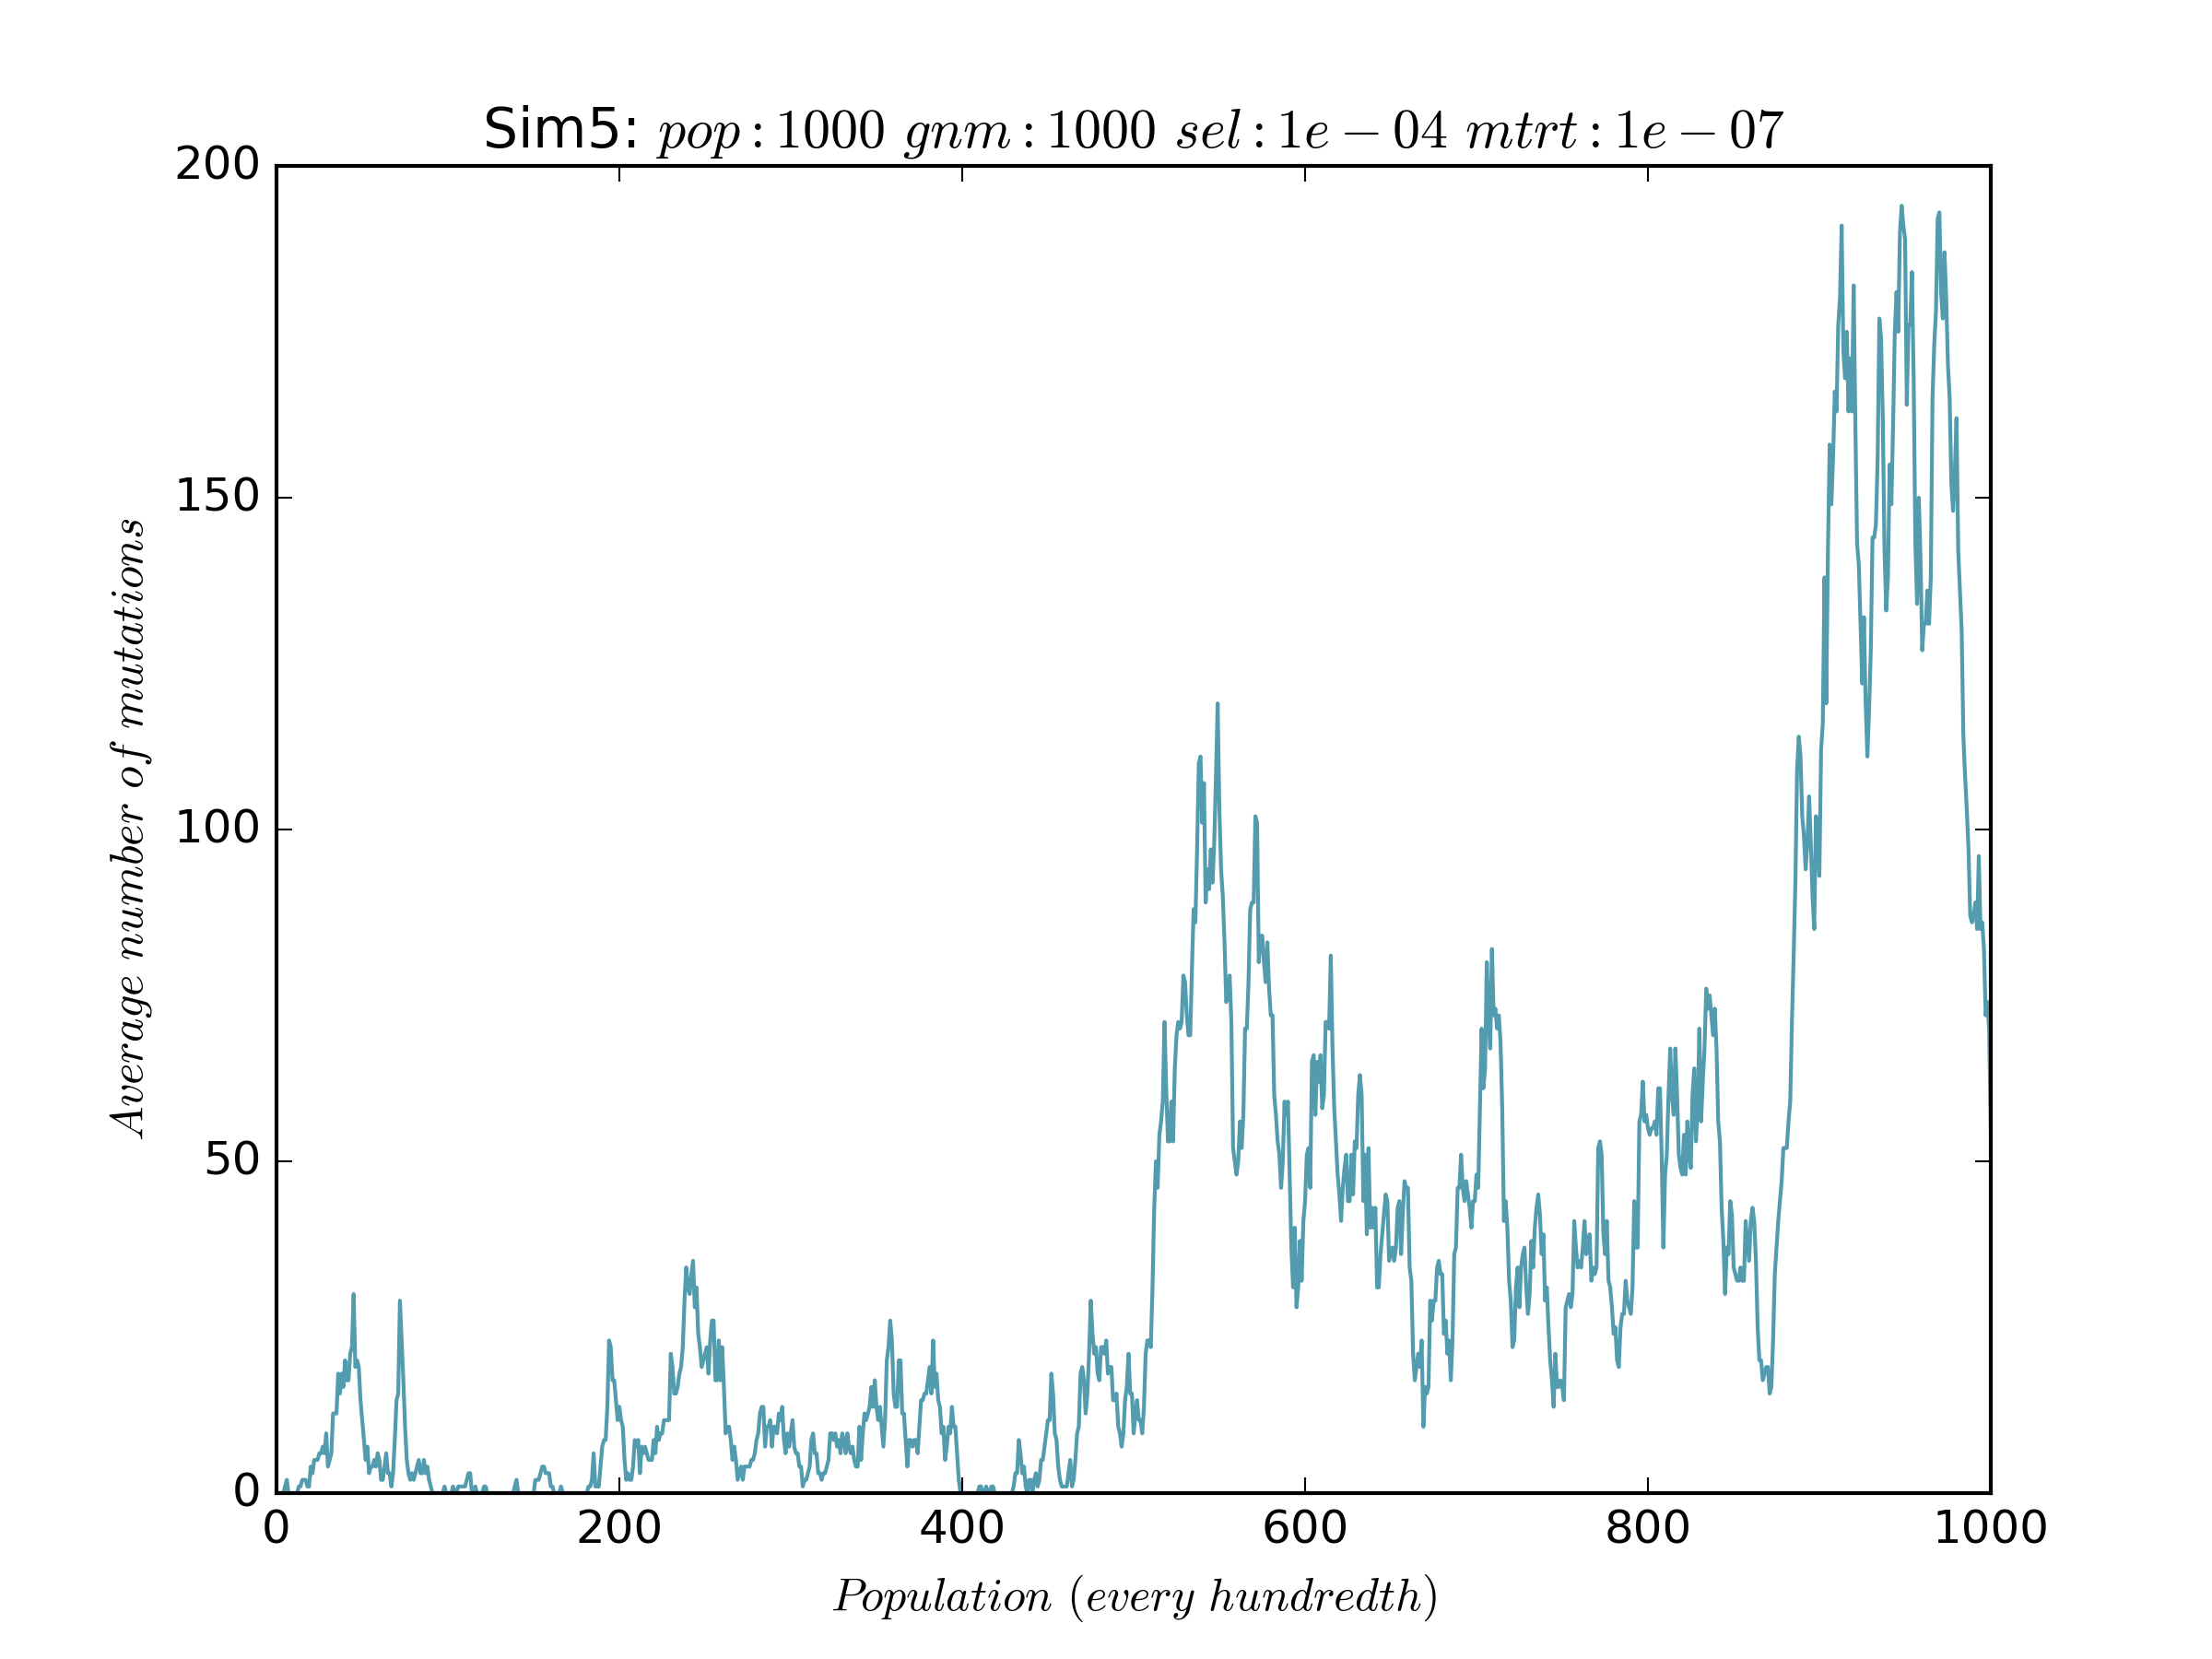 Sim5: pop : 1000 gnm : 1000 sel : 1e − 04 mtrt : 1e − 07
200
150
100
50
0
Average number of mutations
0 200 400 600 800 1000
Population (every hundredth)